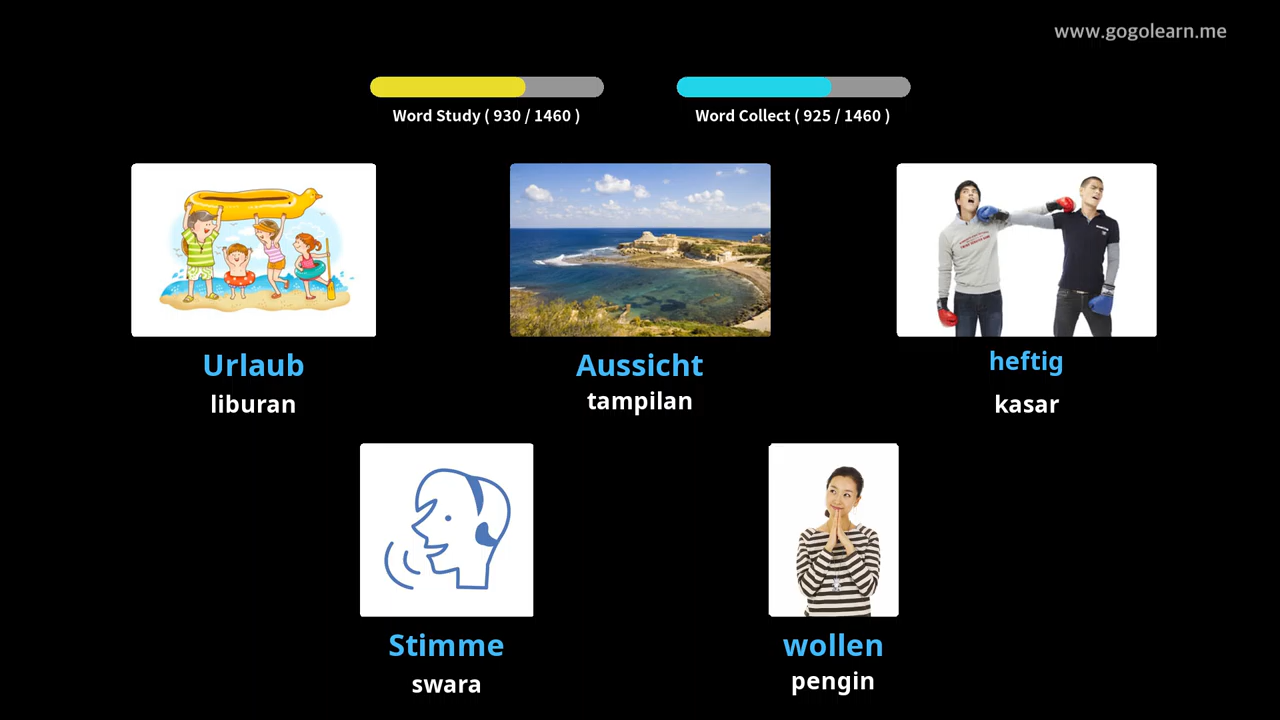 www.gogolearn.me
Word Study ( 930 / 1460 )
Word Collect ( 925 / 1460 )
Urlaub
liburan
Aussicht
tampilan
heftig
kasar
Stimme
swara
wollen
pengin